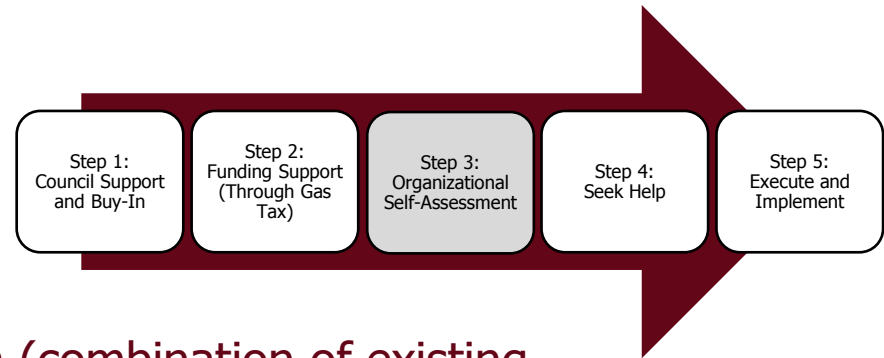 Step 1:
Council Support
and Buy-In
Step 2:
Funding Support
(Through Gas
Tax)
Step 3:
Organizational
Self-Assessment
Step 4:
Seek Help
Step 5:
Execute and
Implement
(combination of existing